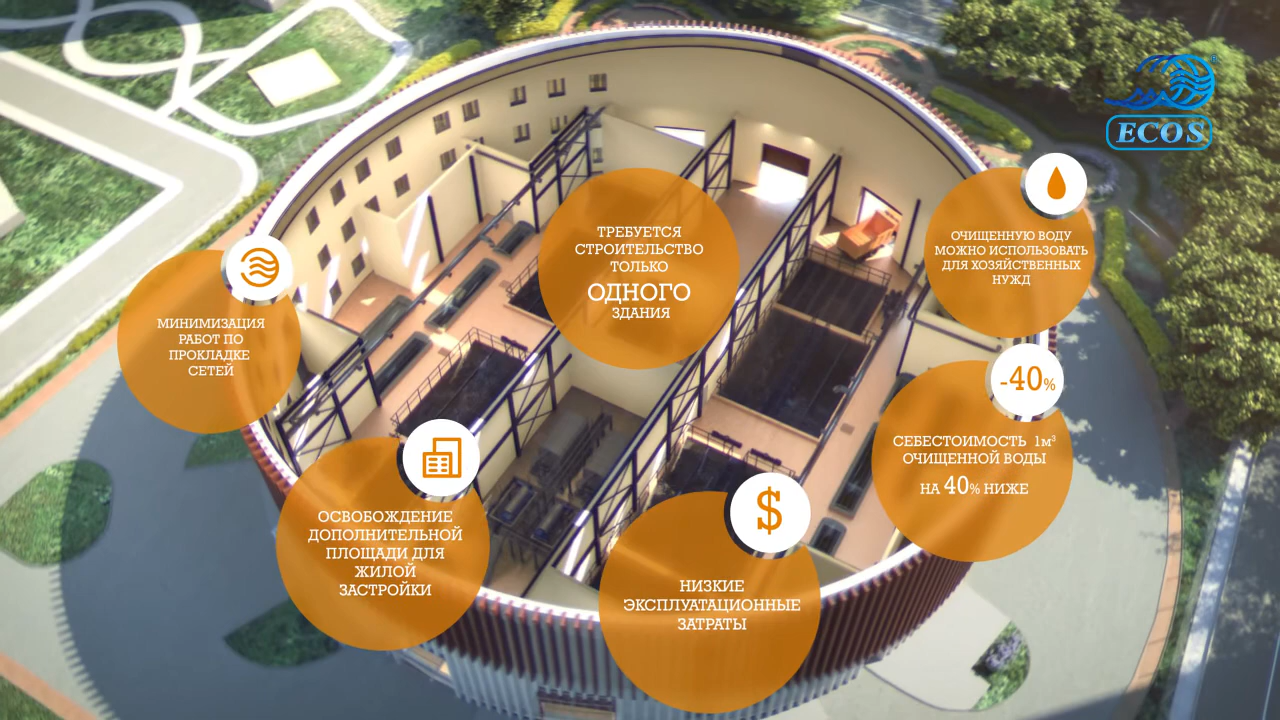 ®
ECOS
ТРЕБУЕТСЯ
СТРОИТЕЛЬСТВО
ТОЛЬКО
ОДНОГО
ЗДАНИЯ
ОЧИЩЕННУЮ ВОДУ
МОЖНО ИСПОЛЬЗОВАТЬ
ДЛЯ ХОЗЯЙСТВЕННЫХ
НУЖД
МИНИМИЗАЦИЯ
РАБОТ ПО
ПРОКЛАДКЕ
СЕТЕЙ
-40%
СЕБЕСТОИМОСТЬ 1м³
ОЧИЩЕННОЙ ВОДЫ
НА 40% НИЖЕ
ОСВОБОЖДЕНИЕ
ДОПОЛНИТЕЛЬНОЙ
ПЛОЩАДИ ДЛЯ
ЖИЛОЙ
ЗАСТРОЙКИ
$
НИЗКИЕ
ЭКСПЛУАТАЦИОННЫЕ
ЗАТРАТЫ